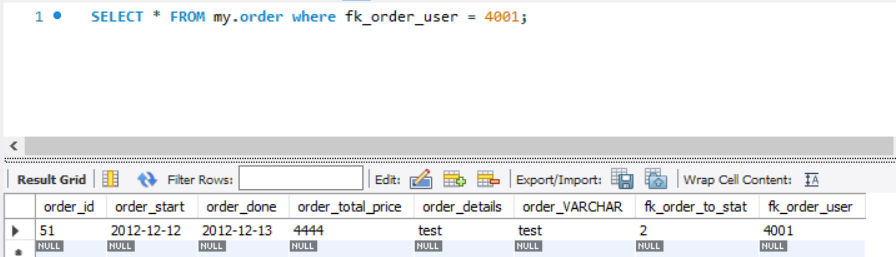 1 SELECT * FROM my.order where fk_order_user = 4001;
Result Grid Filter Rows: Edit: Export/Import: Wrap Cell Content:
order_id order_start order_done order_total_price order_details order_VARCHAR fk_order_to_stat fk_order_user
51 2012-12-12 2012-12-13 4444 test test 2 4001
NULL NULL NULL NULL NULL NULL NULL NULL